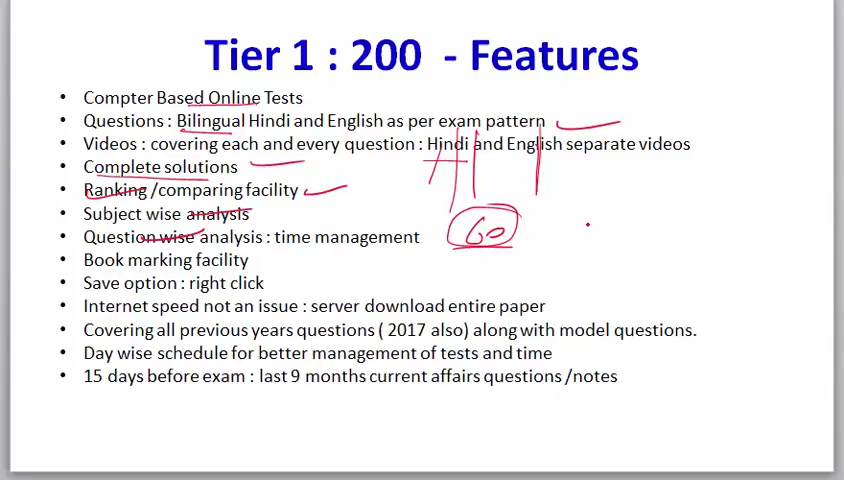 Tier 1 : 200 - Features
• Compter Based Online Tests
• Questions : Bilingual Hindi and English as per exam pattern
• Videos : covering each and every question : Hindi and English separate videos
• Complete solutions
• Ranking /comparing facility
• Subject wise analysis
• Question wise analysis : time management
60
• Book marking facility
• Save option : right click
• Internet speed not an issue : server download entire paper
• Covering all previous years questions ( 2017 also) along with model questions.
• Day wise schedule for better management of tests and time
• 15 days before exam : last 9 months current affairs questions /notes